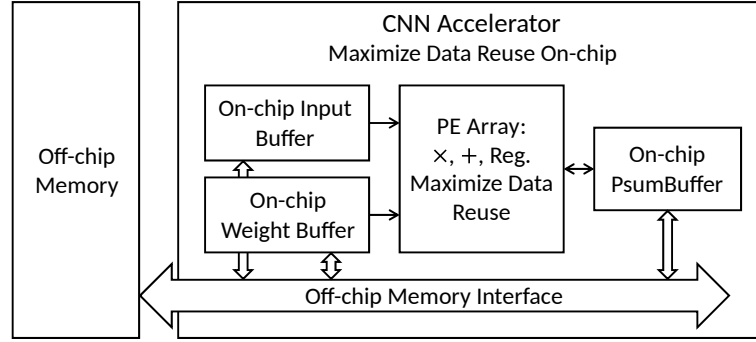 CNN Accelerator
Maximize Data Reuse On-chip
Off-chip
Memory
On-chip Input
Buffer
On-chip
Weight Buffer
PE Array:
×, +, Reg.
Maximize Data
Reuse
On-chip
PsumBuffer
Off-chip Memory Interface